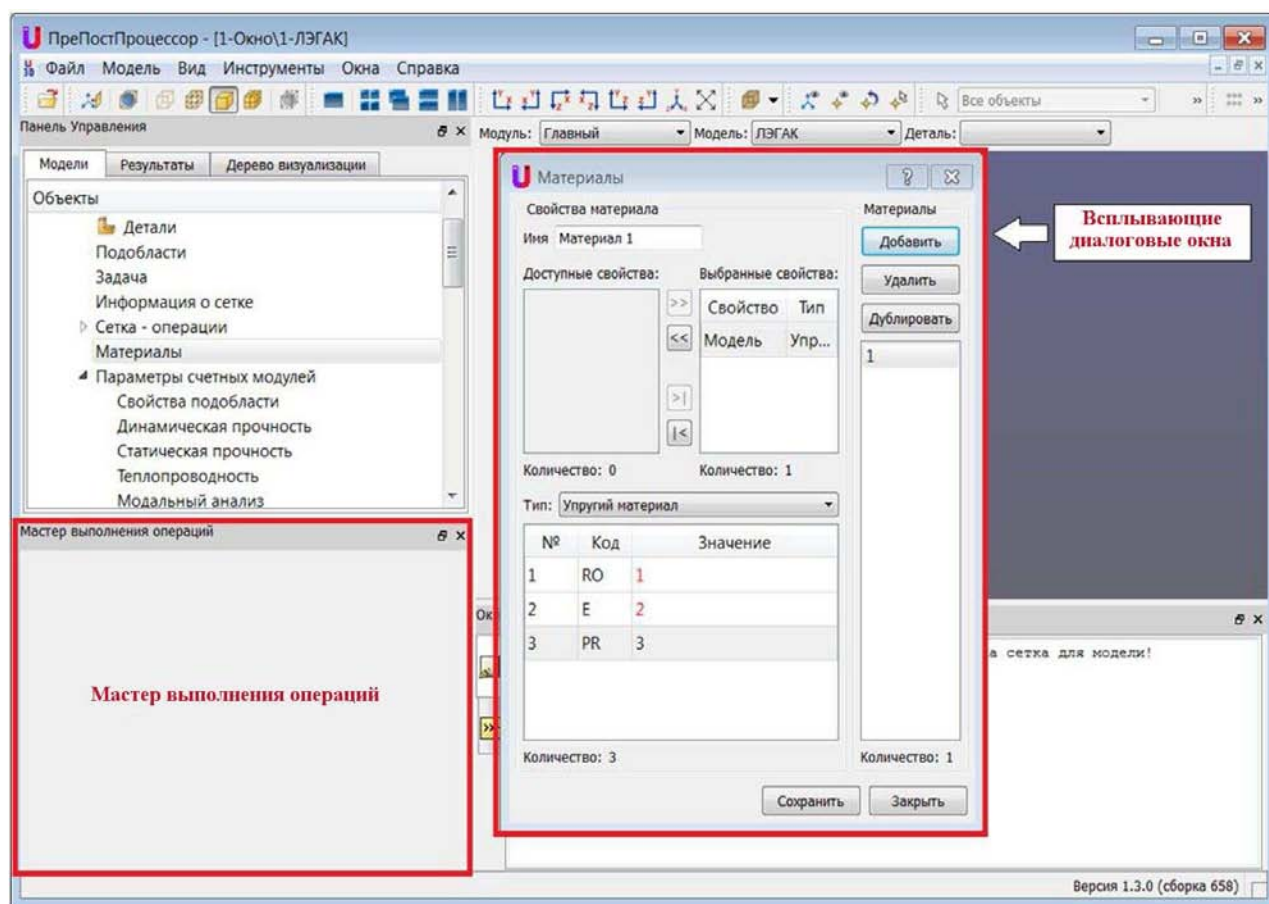 ПреПостПроцессор - [1-Окно\1-ЛЭГАК]
Файл Модель Вид Инструменты Окна Справка
Все объекты
Панель Управления
Модуль: Главный Модель: ЛЭГАК Деталь:
Модели Результаты Дерево визуализации
Объекты
Детали
Подобласти
Задача
Информация о сетке
Сетка - операции
Материалы
Параметры счетных модулей
Свойства подобласти
Динамическая прочность
Статическая прочность
Теплопроводность
Модальный анализ
Мастер выполнения операций
Мастер выполнения операций
Материалы
Свойства материала
Имя Материал 1
Доступные свойства: Выбранные свойства:
>>
<<
>|
|<
Свойство Тип
Модель Упр...
Количество: 0 Количество: 1
Тип: Упругий материал
№ Код Значение
1 RO 1
2 E 2
3 PR 3
Количество: 3
Материалы
Добавить
Удалить
Дублировать
1
Количество: 1
Сохранить Закрыть
Всплывающие
диалоговые окна
а сетка для модели!
Версия 1.3.0 (сборка 658)